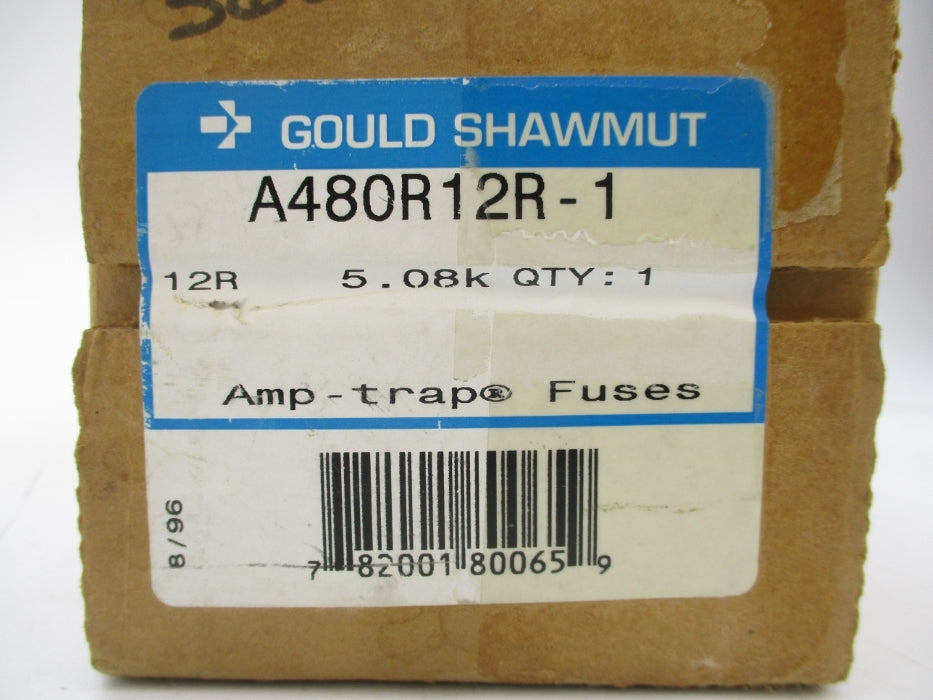 GOULD SHAWMUT
A480R12R-1
12R 5.08k QTY: 1
Amp-trap® Fuses
8/96
7 82001 80065 9